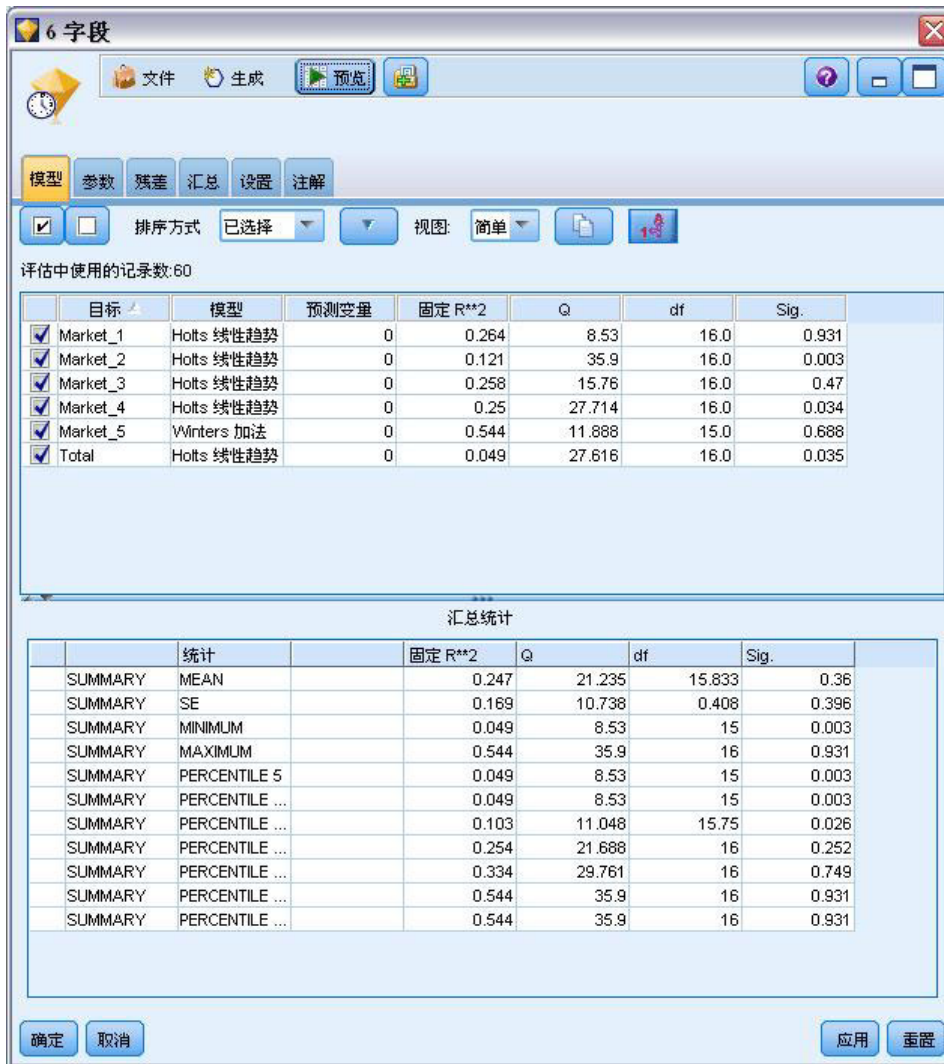 6 字段
文件 生成 预览
模型 参数 残差 汇总 设置 注解
排序方式 已选择 视图: 简单
评估中使用的记录数:60
目标 模型 预测变量 固定 R**2 Q df Sig.
Market_1 Holts 线性趋势 0 0.264 8.53 16.0 0.931
Market_2 Holts 线性趋势 0 0.121 35.9 16.0 0.003
Market_3 Holts 线性趋势 0 0.258 15.76 16.0 0.47
Market_4 Holts 线性趋势 0 0.25 27.714 16.0 0.034
Market_5 Winters 加法 0 0.544 11.888 15.0 0.688
Total Holts 线性趋势 0 0.049 27.616 16.0 0.035
汇总统计
统计 固定 R**2 Q df Sig.
SUMMARY MEAN 0.247 21.235 15.833 0.36
SUMMARY SE 0.169 10.738 0.408 0.396
SUMMARY MINIMUM 0.049 8.53 15 0.003
SUMMARY MAXIMUM 0.544 35.9 16 0.931
SUMMARY PERCENTILE 5 0.049 8.53 15 0.003
SUMMARY PERCENTILE ... 0.049 8.53 15 0.003
SUMMARY PERCENTILE ... 0.103 11.048 15.75 0.026
SUMMARY PERCENTILE ... 0.254 21.688 16 0.252
SUMMARY PERCENTILE ... 0.334 29.761 16 0.749
SUMMARY PERCENTILE ... 0.544 35.9 16 0.931
SUMMARY PERCENTILE ... 0.544 35.9 16 0.931
确定 取消 应用 重置